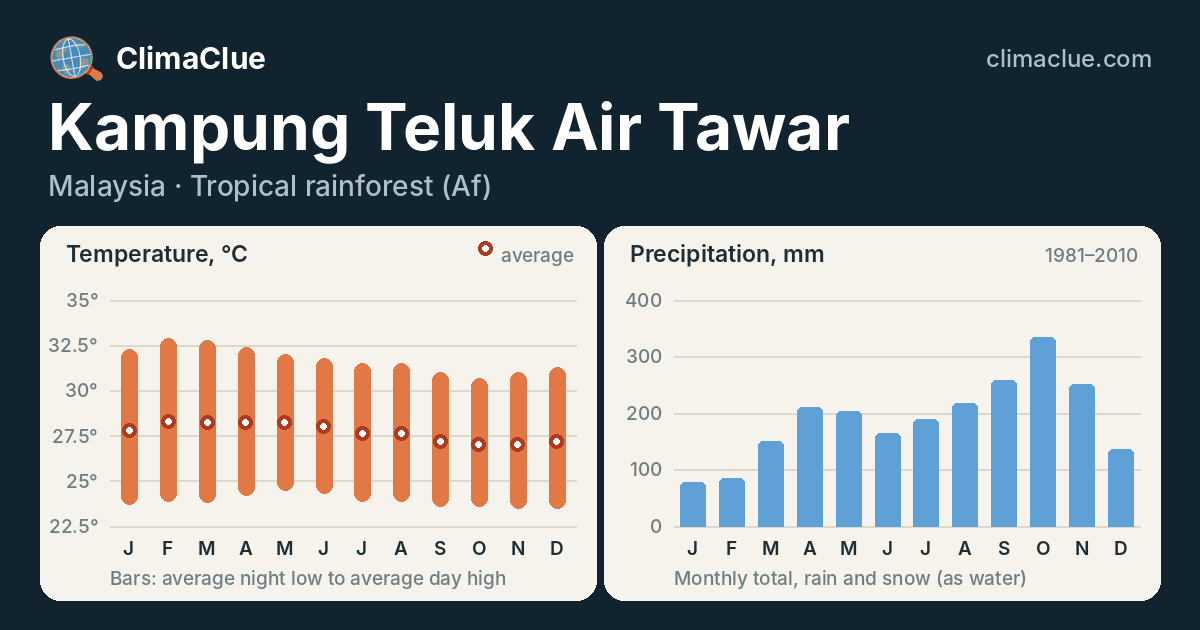 ClimaClue
climaclue.com
Kampung Teluk Air Tawar
Malaysia · Tropical rainforest (Af)
Temperature, °C
average
35°
32.5°
30°
27.5°
25°
22.5°
J F M A M J J A S O N D
Bars: average night low to average day high
Precipitation, mm
1981–2010
400
300
200
100
0
J F M A M J J A S O N D
Monthly total, rain and snow (as water)